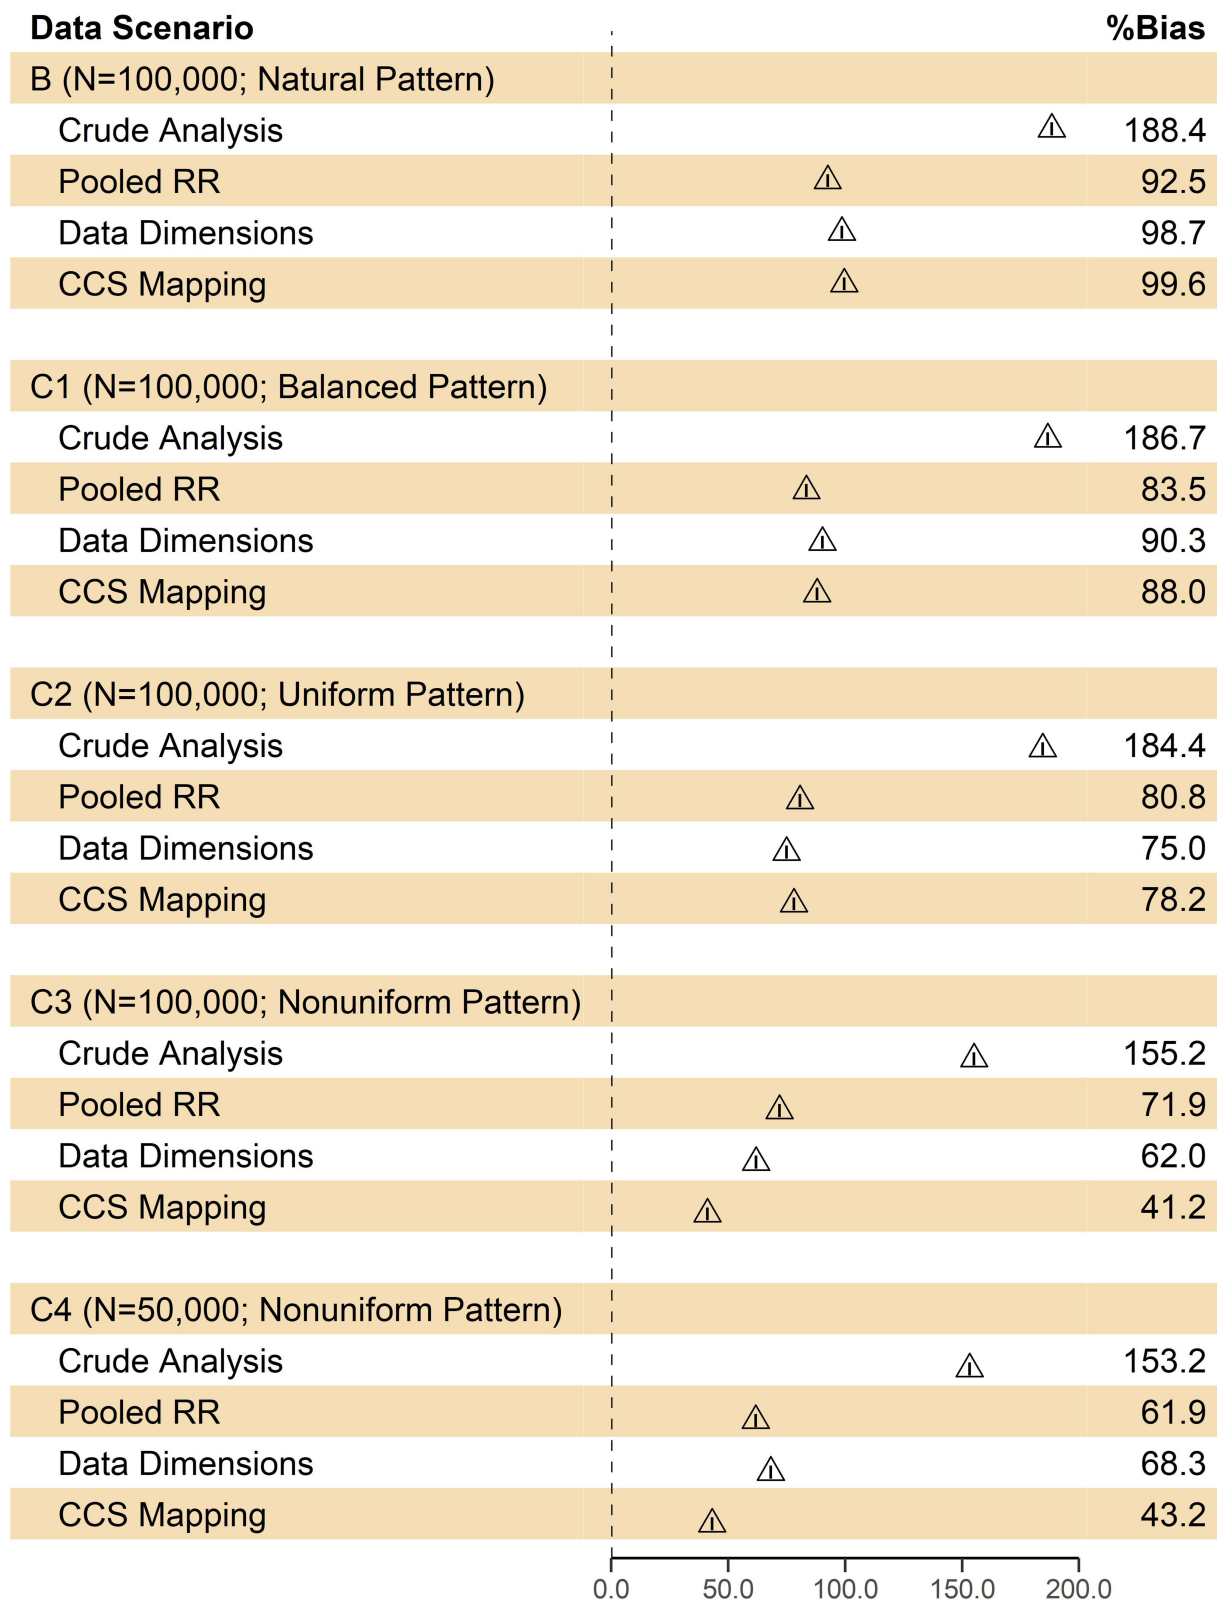 Data Scenario %Bias
B (N=100,000; Natural Pattern)
Crude Analysis 188.4
Pooled RR 92.5
Data Dimensions 98.7
CCS Mapping 99.6
C1 (N=100,000; Balanced Pattern)
Crude Analysis 186.7
Pooled RR 83.5
Data Dimensions 90.3
CCS Mapping 88.0
C2 (N=100,000; Uniform Pattern)
Crude Analysis 184.4
Pooled RR 80.8
Data Dimensions 75.0
CCS Mapping 78.2
C3 (N=100,000; Nonuniform Pattern)
Crude Analysis 155.2
Pooled RR 71.9
Data Dimensions 62.0
CCS Mapping 41.2
C4 (N=50,000; Nonuniform Pattern)
Crude Analysis 153.2
Pooled RR 61.9
Data Dimensions 68.3
CCS Mapping 43.2
0.0 50.0 100.0 150.0 200.0